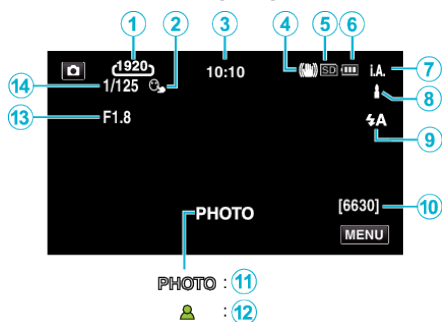 1 2 3 4 5 6
1920 10:10 SD i.A. 7
14 1/125 8
13 F1.8 A 9
PHOTO [6630] 10
MENU
PHOTO : 11
: 12